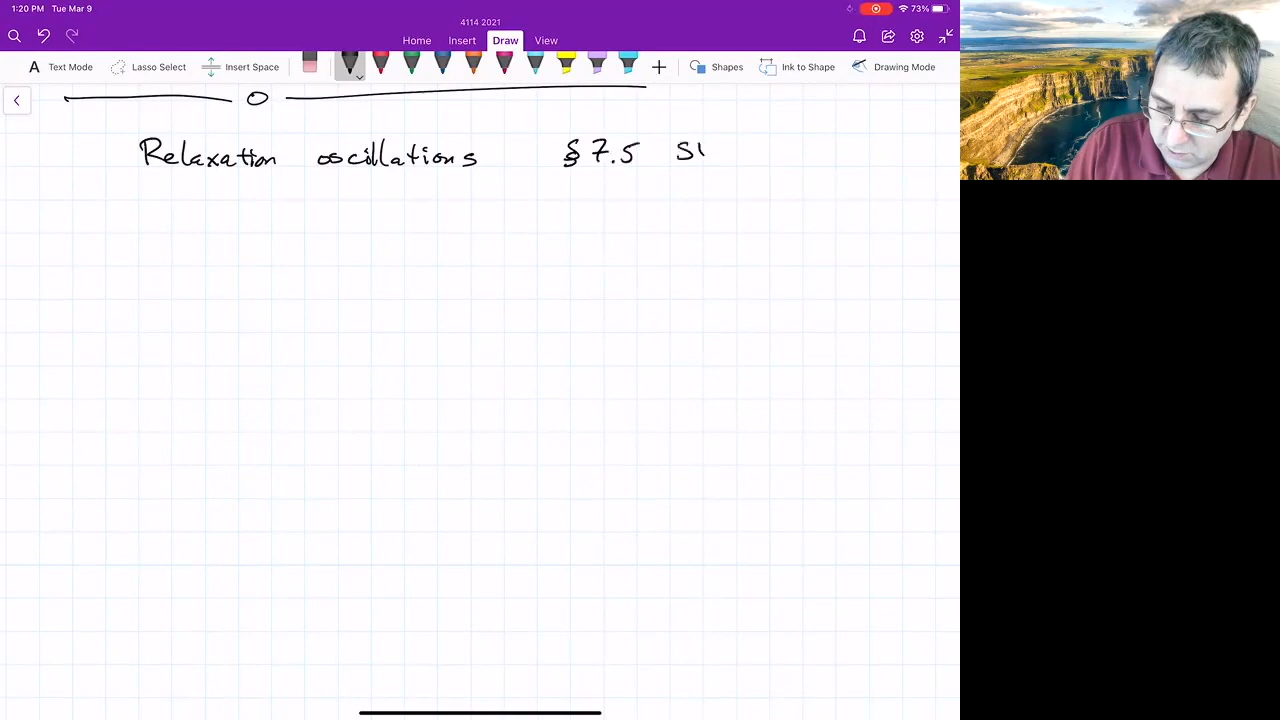 1:20 PM Tue Mar 9
73%
4114 2021
Home Insert Draw View
A Text Mode Lasso Select Insert Space Shapes Ink to Shape Drawing Mode
Relaxation oscillations § 7.5